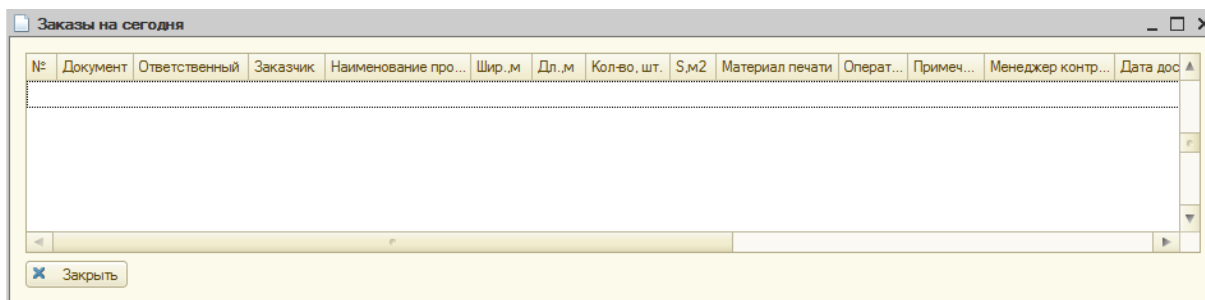 Заказы на сегодня
№ Документ Ответственный Заказчик Наименование про... Шир.,м Дл.,м Кол-во, шт. S,м2 Материал печати Операт... Примеч... Менеджер контр... Дата дос
Закрыть